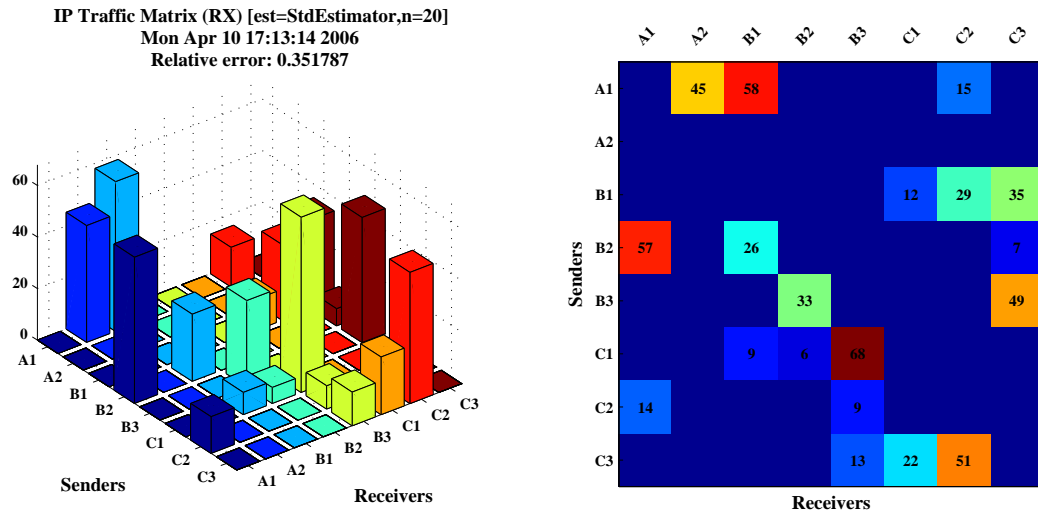 IP Traffic Matrix (RX) [est=StdEstimator,n=20]
Mon Apr 10 17:13:14 2006
Relative error: 0.351787
60
40
20
0
A1
A2
B1
B2
B3
C1
C2
C3
Senders
A1
A2
B1
B2
B3
C1
C2
C3
Receivers
A1 A2 B1 B2 B3 C1 C2 C3
A1 45 58 15
A2
B1 12 29 35
B2 57 26 7
B3 33 49
C1 9 6 68
C2 14 9
C3 13 22 51
Senders
Receivers